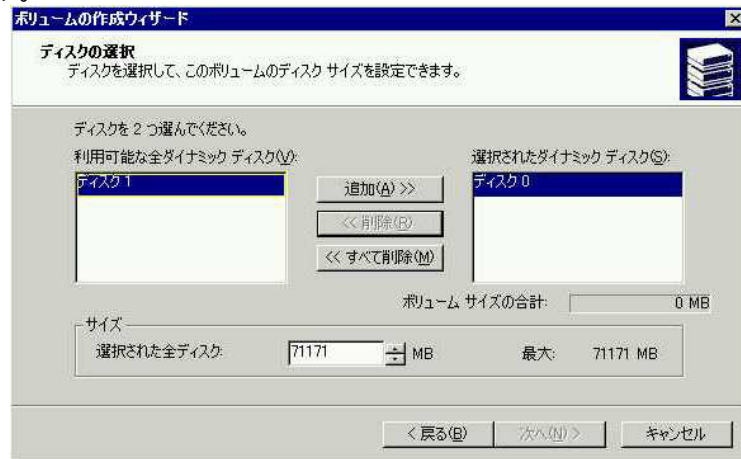 す。
ボリュームの作成ウィザード
ディスクの選択
ディスクを選択して、このボリュームのディスク サイズを設定できます。
ディスクを 2 つ選んでください。
利用可能な全ダイナミック ディスク(V):
選択されたダイナミック ディスク(S):
ディスク 1
追加(A) >>
ディスク 0
<< 削除(R)
<< すべて削除(M)
ボリューム サイズの合計:
0 MB
サイズ
選択された全ディスク:
71171
MB
最大:
71171 MB
< 戻る(B)
次へ(N) >
キャンセル